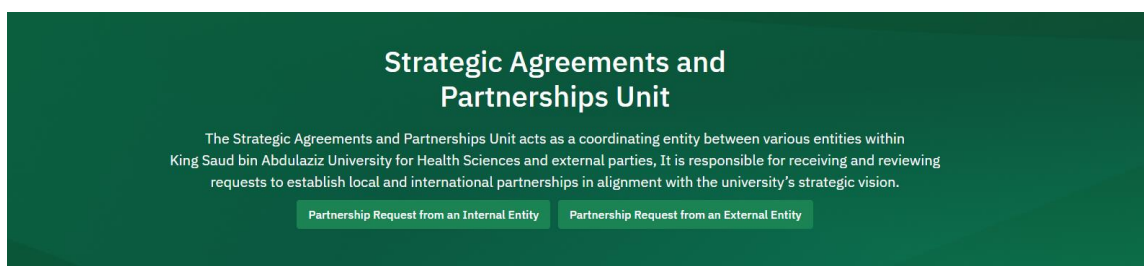 Strategic Agreements and
Partnerships Unit
The Strategic Agreements and Partnerships Unit acts as a coordinating entity between various entities within
King Saud bin Abdulaziz University for Health Sciences and external parties, It is responsible for receiving and reviewing
requests to establish local and international partnerships in alignment with the university’s strategic vision.
Partnership Request from an Internal Entity
Partnership Request from an External Entity